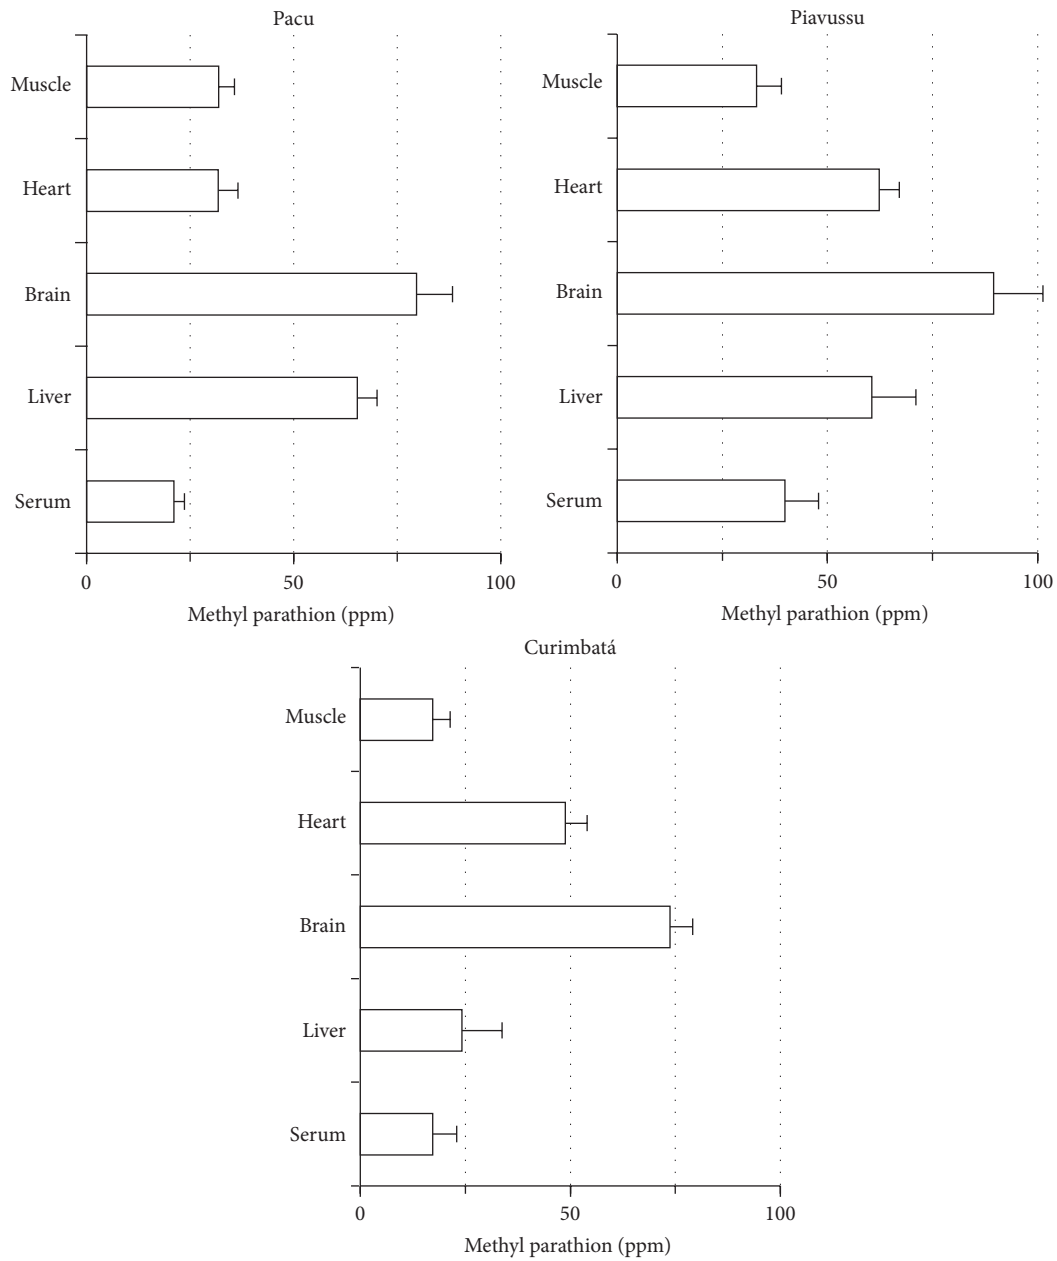 Pacu
Muscle
Heart
Brain
Liver
Serum
0 50 100
Methyl parathion (ppm)
Piavussu
Muscle
Heart
Brain
Liver
Serum
0 50 100
Methyl parathion (ppm)
Curimbatá
Muscle
Heart
Brain
Liver
Serum
0 50 100
Methyl parathion (ppm)